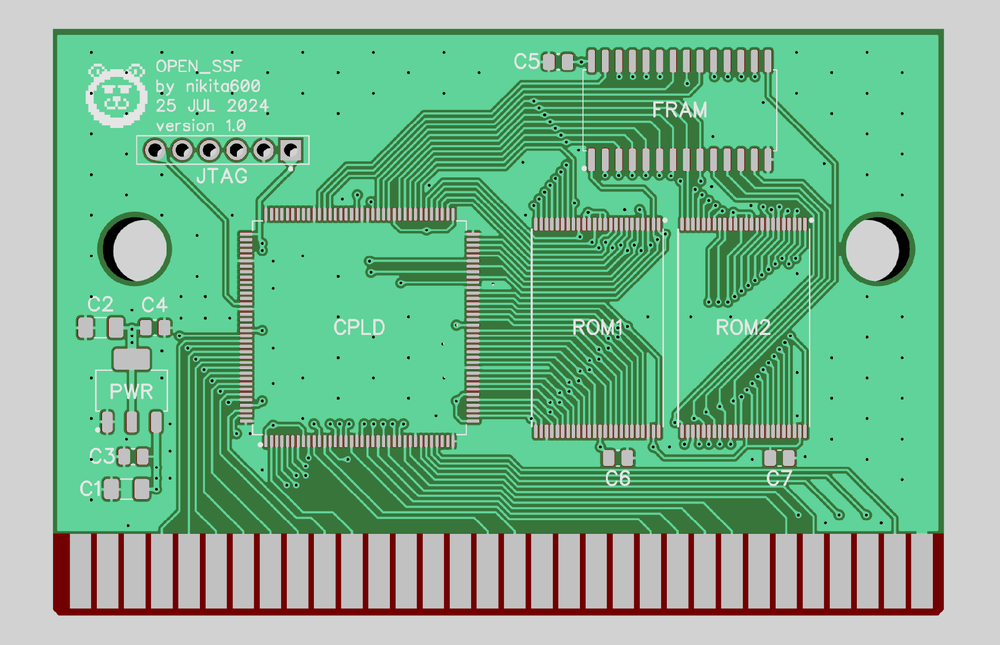 OPEN_SSF
by nikita600
25 JUL 2024
version 1.0
JTAG
C5
FRAM
C2
C4
CPLD
ROM1
ROM2
PWR
C3
C1
C6
C7